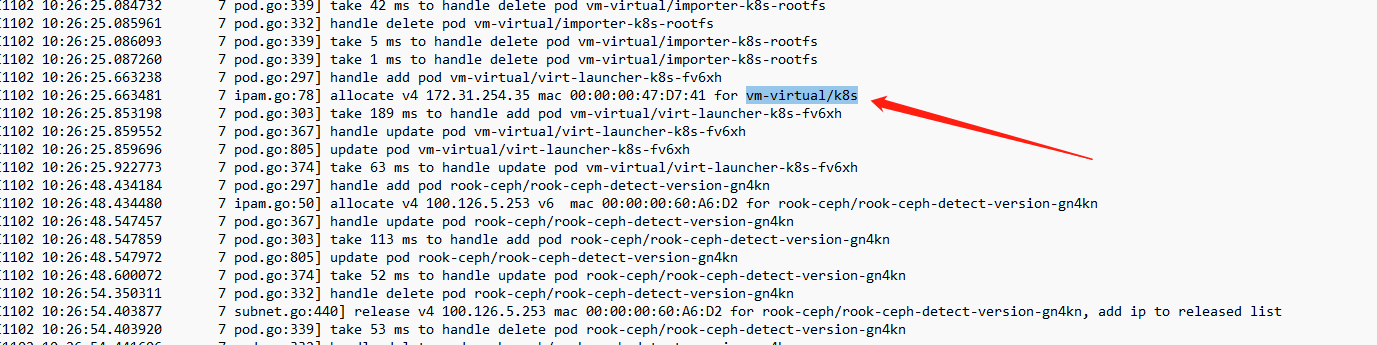 I1102 10:26:25.084732 7 pod.go:339] take 42 ms to handle delete pod vm-virtual/importer-k8s-rootfs
I1102 10:26:25.085961 7 pod.go:332] handle delete pod vm-virtual/importer-k8s-rootfs
I1102 10:26:25.086093 7 pod.go:339] take 5 ms to handle delete pod vm-virtual/importer-k8s-rootfs
I1102 10:26:25.087260 7 pod.go:339] take 1 ms to handle delete pod vm-virtual/importer-k8s-rootfs
I1102 10:26:25.663238 7 pod.go:297] handle add pod vm-virtual/virt-launcher-k8s-fv6xh
I1102 10:26:25.663481 7 ipam.go:78] allocate v4 172.31.254.35 mac 00:00:00:47:D7:41 for vm-virtual/k8s
I1102 10:26:25.853198 7 pod.go:303] take 189 ms to handle add pod vm-virtual/virt-launcher-k8s-fv6xh
I1102 10:26:25.859552 7 pod.go:367] handle update pod vm-virtual/virt-launcher-k8s-fv6xh
I1102 10:26:25.859696 7 pod.go:805] update pod vm-virtual/virt-launcher-k8s-fv6xh
I1102 10:26:25.922773 7 pod.go:374] take 63 ms to handle update pod vm-virtual/virt-launcher-k8s-fv6xh
I1102 10:26:48.434184 7 pod.go:297] handle add pod rook-ceph/rook-ceph-detect-version-gn4kn
I1102 10:26:48.434480 7 ipam.go:50] allocate v4 100.126.5.253 v6  mac 00:00:00:60:A6:D2 for rook-ceph/rook-ceph-detect-version-gn4kn
I1102 10:26:48.547457 7 pod.go:367] handle update pod rook-ceph/rook-ceph-detect-version-gn4kn
I1102 10:26:48.547859 7 pod.go:303] take 113 ms to handle add pod rook-ceph/rook-ceph-detect-version-gn4kn
I1102 10:26:48.547972 7 pod.go:805] update pod rook-ceph/rook-ceph-detect-version-gn4kn
I1102 10:26:48.600072 7 pod.go:374] take 52 ms to handle update pod rook-ceph/rook-ceph-detect-version-gn4kn
I1102 10:26:54.350311 7 pod.go:332] handle delete pod rook-ceph/rook-ceph-detect-version-gn4kn
I1102 10:26:54.403877 7 subnet.go:440] release v4 100.126.5.253 mac 00:00:00:60:A6:D2 for rook-ceph/rook-ceph-detect-version-gn4kn, add ip to released list
I1102 10:26:54.403920 7 pod.go:339] take 53 ms to handle delete pod rook-ceph/rook-ceph-detect-version-gn4kn